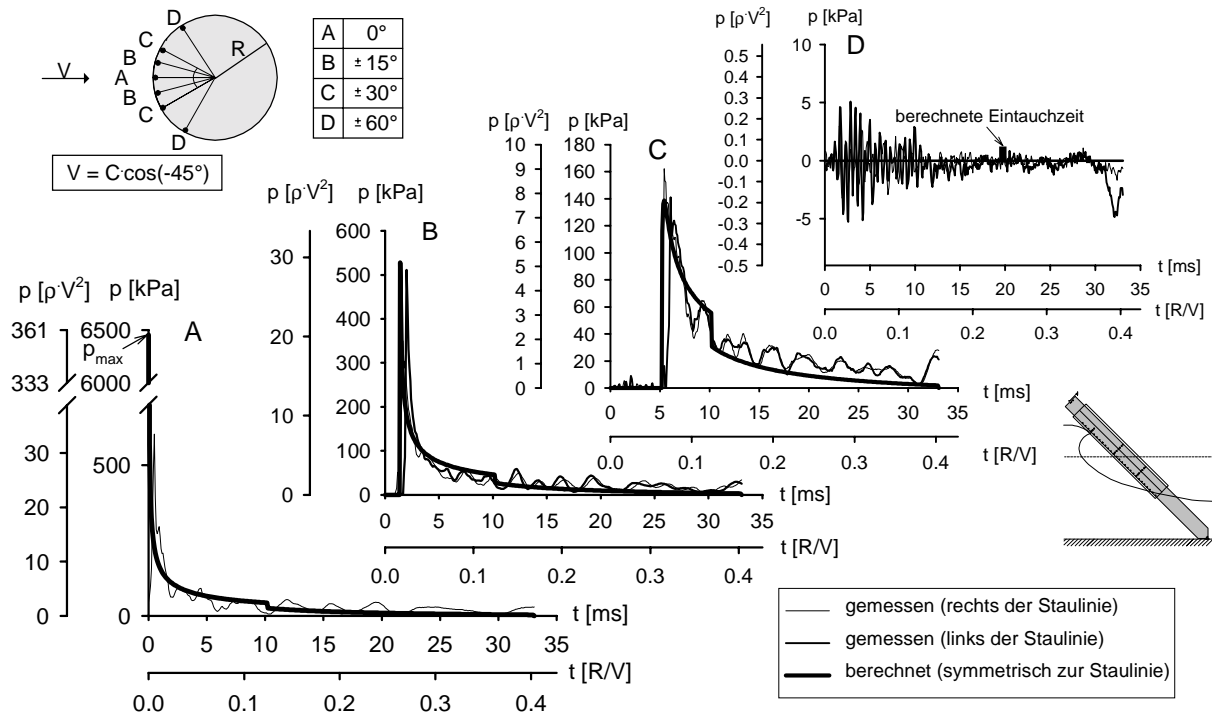 D
C
B
A
B
C
D
V
R
A 0°
B ± 15°
C ± 30°
D ± 60°
V = C·cos(-45°)
p [ρ·V²] p [kPa]
A
361
333
30
20
10
0
6500
p max
6000
500
0
0 5 10 15 20 25 30 35
t [ms]
t [R/V]
0.0 0.1 0.2 0.3 0.4
p [ρ·V²] p [kPa]
B
30
20
10
0
600
500
400
300
200
100
0
0 5 10 15 20 25 30 35
t [ms]
t [R/V]
0.0 0.1 0.2 0.3 0.4
p [ρ·V²] p [kPa]
C
10
9
8
7
6
5
4
3
2
1
0
180
160
140
120
100
80
60
40
20
0
0 5 10 15 20 25 30 35
t [ms]
t [R/V]
0.0 0.1 0.2 0.3 0.4
p [ρ·V²] p [kPa]
D
0.5
0.4
0.3
0.2
0.1
0.0
-0.1
-0.2
-0.3
-0.4
-0.5
10
5
0
-5
berechnete Eintauchzeit
t [ms]
0 5 10 15 20 25 30 35
t [R/V]
0.0 0.1 0.2 0.3 0.4
gemessen (rechts der Staulinie)
gemessen (links der Staulinie)
berechnet (symmetrisch zur Staulinie)